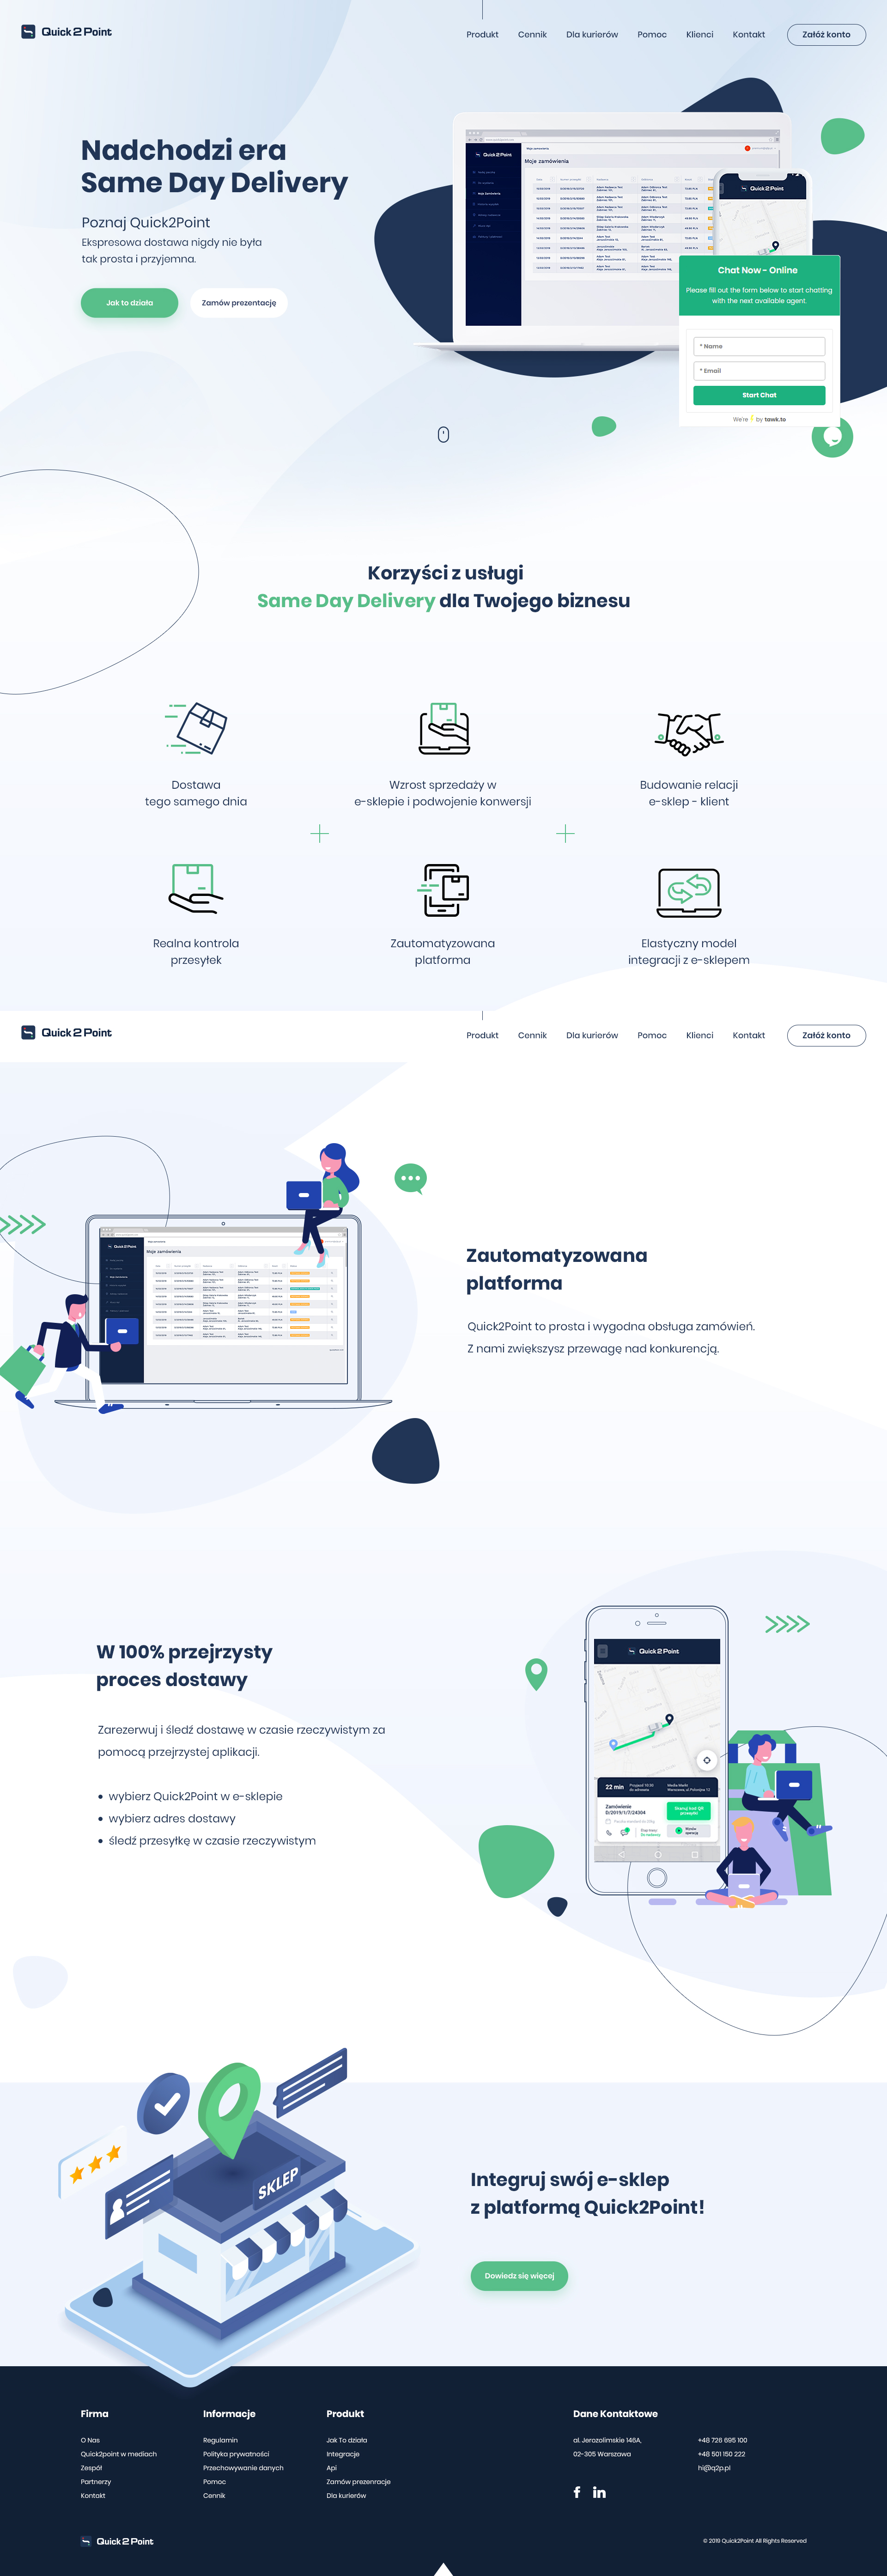 Quick2Point
Produkt Cennik Dla kurierów Pomoc Klienci Kontakt Załóż konto
Nadchodzi era
Same Day Delivery
Poznaj Quick2Point
Ekspresowa dostawa nigdy nie była
tak prosta i przyjemna.
Jak to działa Zamów prezentację
Quick2Point
Moje zamówienia
Quick2Point
Chat Now - Online
Please fill out the form below to start chatting
with the next available agent.
* Name
* Email
Start Chat
We're by tawk.to
Korzyści z usługi
Same Day Delivery dla Twojego biznesu
Dostawa
tego samego dnia
Wzrost sprzedaży w
e-sklepie i podwojenie konwersji
Budowanie relacji
e-sklep - klient
Realna kontrola
przesyłek
Zautomatyzowana
platforma
Elastyczny model
integracji z e-sklepem
Quick2Point
Produkt Cennik Dla kurierów Pomoc Klienci Kontakt Załóż konto
Quick2Point
Moje zamówienia
Zautomatyzowana
platforma
Quick2Point to prosta i wygodna obsługa zamówień.
Z nami zwiększysz przewagę nad konkurencją.
W 100% przejrzysty
proces dostawy
Zarezerwuj i śledź dostawę w czasie rzeczywistym za
pomocą przejrzystej aplikacji.
• wybierz Quick2Point w e-sklepie
• wybierz adres dostawy
• śledź przesyłkę w czasie rzeczywistym
Quick2Point
22 min
Zamówienie
D/2019/1/7/24304
SKLEP
Integruj swój e-sklep
z platformą Quick2Point!
Dowiedz się więcej
Firma
O Nas
Quick2point w mediach
Zespół
Partnerzy
Kontakt
Informacje
Regulamin
Polityka prywatności
Przechowywanie danych
Pomoc
Cennik
Produkt
Jak To działa
Integracje
Api
Zamów prezenracje
Dla kurierów
Dane Kontaktowe
al. Jerozolimskie 146A,
02-305 Warszawa
+48 726 695 100
+48 501 150 222
hi@q2p.pl
Quick2Point
© 2019 Quick2Point All Rights Reserved